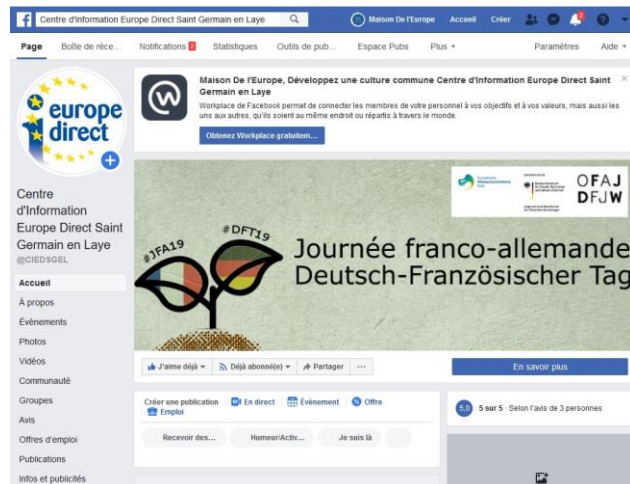 Centre d'Information Europe Direct Saint Germain en Laye
Maison De l'Europe Accueil Créer
Page Boîte de réce... Notifications 8 Statistiques Outils de pub... Espace Pubs Plus Paramètres Aide
europe
direct
Maison De l'Europe, Développez une culture commune Centre d'Information Europe Direct Saint
Germain en Laye
Workplace de Facebook permet de connecter les membres de votre personnel à vos objectifs et à vos valeurs, mais aussi les
uns aux autres, qu'ils soient au même endroit ou répartis à travers le monde.
Obtenez Workplace gratuitem...
Centre
d'Information
Europe Direct Saint
Germain en Laye
@CIEDSGEL
Accueil
À propos
Évènements
Photos
Vidéos
Communauté
Groupes
Avis
Offres d'emploi
Publications
Infos et publicités
OFAJ
DFJW
#JFA19
#DFT19
Journée franco-allemande
Deutsch-Französischer Tag
J'aime déjà Déjà abonné(e) Partager ...
En savoir plus
Créer une publication En direct Évènement Offre
Emploi
Recevoir des... Humeur/Activ... Je suis là
5,0 5 sur 5 · Selon l'avis de 3 personnes